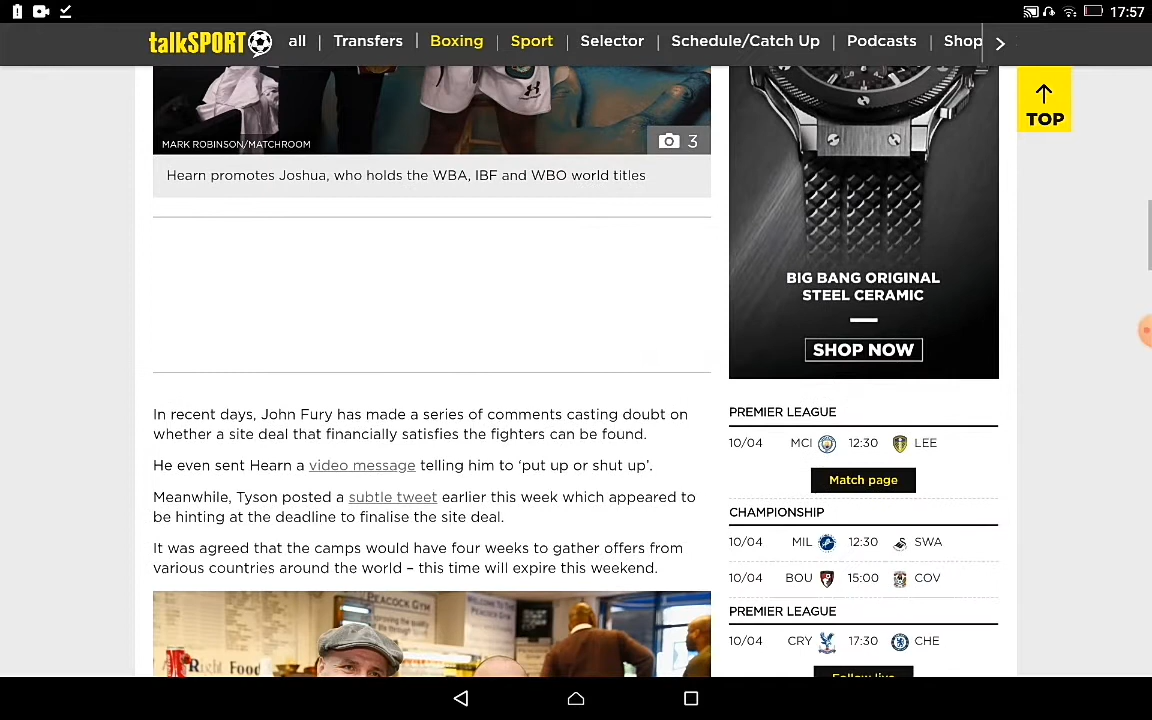 17:57
talkSPORT
all | Transfers | Boxing | Sport | Selector | Schedule/Catch Up | Podcasts | Shop
TOP
MARK ROBINSON/MATCHROOM
3
Hearn promotes Joshua, who holds the WBA, IBF and WBO world titles
In recent days, John Fury has made a series of comments casting doubt on
whether a site deal that financially satisfies the fighters can be found.
He even sent Hearn a video message telling him to ‘put up or shut up’.
Meanwhile, Tyson posted a subtle tweet earlier this week which appeared to
be hinting at the deadline to finalise the site deal.
It was agreed that the camps would have four weeks to gather offers from
various countries around the world – this time will expire this weekend.
PEACOCK GYM
Food
BIG BANG ORIGINAL
STEEL CERAMIC
SHOP NOW
PREMIER LEAGUE
10/04 MCI 12:30 LEE
Match page
CHAMPIONSHIP
10/04 MIL 12:30 SWA
10/04 BOU 15:00 COV
PREMIER LEAGUE
10/04 CRY 17:30 CHE
Follow live